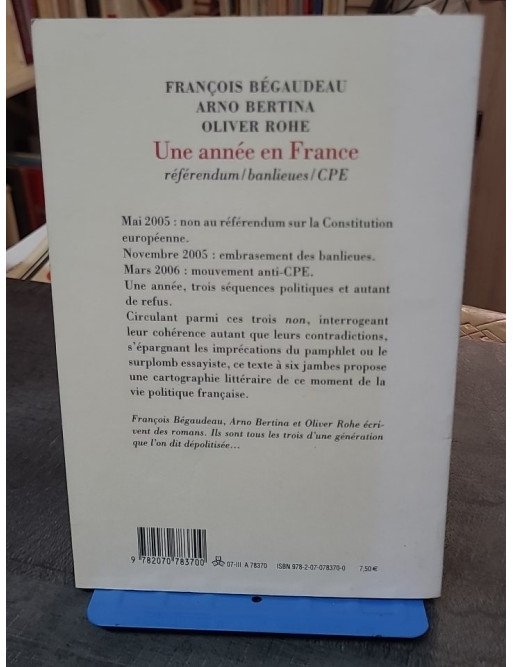 FRANÇOIS BÉGAUDEAU
ARNO BERTINA
OLIVER ROHE
Une année en France
référendum/banlieues/CPE
Mai 2005 : non au référendum sur la Constitution
européenne.
Novembre 2005 : embrasement des banlieues.
Mars 2006 : mouvement anti-CPE.
Une année, trois séquences politiques et autant
de refus.
Circulant parmi ces trois non, interrogeant
leur cohérence autant que leurs contradictions,
s'épargnant les imprécations du pamphlet ou le
surplomb essayiste, ce texte à six jambes propose
une cartographie littéraire de ce moment de la
vie politique française.
François Bégaudeau, Arno Bertina et Oliver Rohe écri-
vent des romans. Ils sont tous les trois d'une génération
que l'on dit dépolitisée...
9 782070 783700 07-III A 78370 ISBN 978-2-07-078370-0 7,50 €